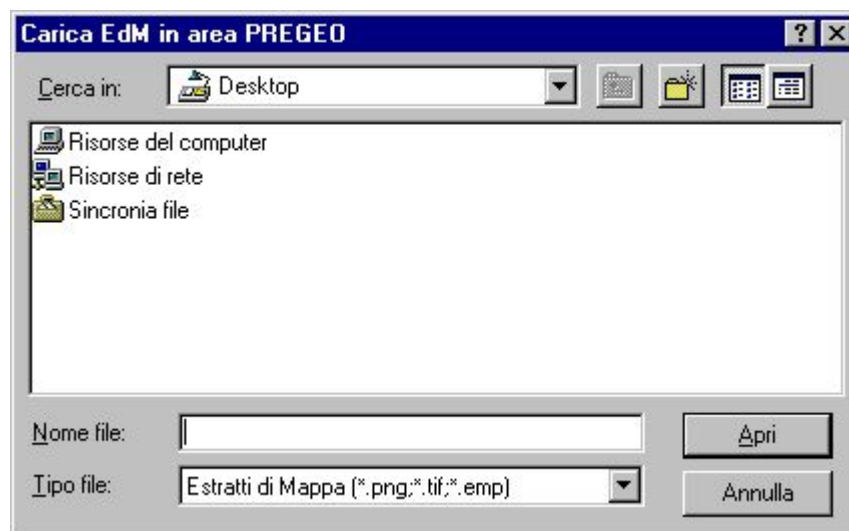 Carica EdM in area PREGEO
Cerca in: Desktop
Risorse del computer
Risorse di rete
Sincronia file
Nome file: Apri
Tipo file: Estratti di Mappa (*.png;*.tif;*.emp) Annulla